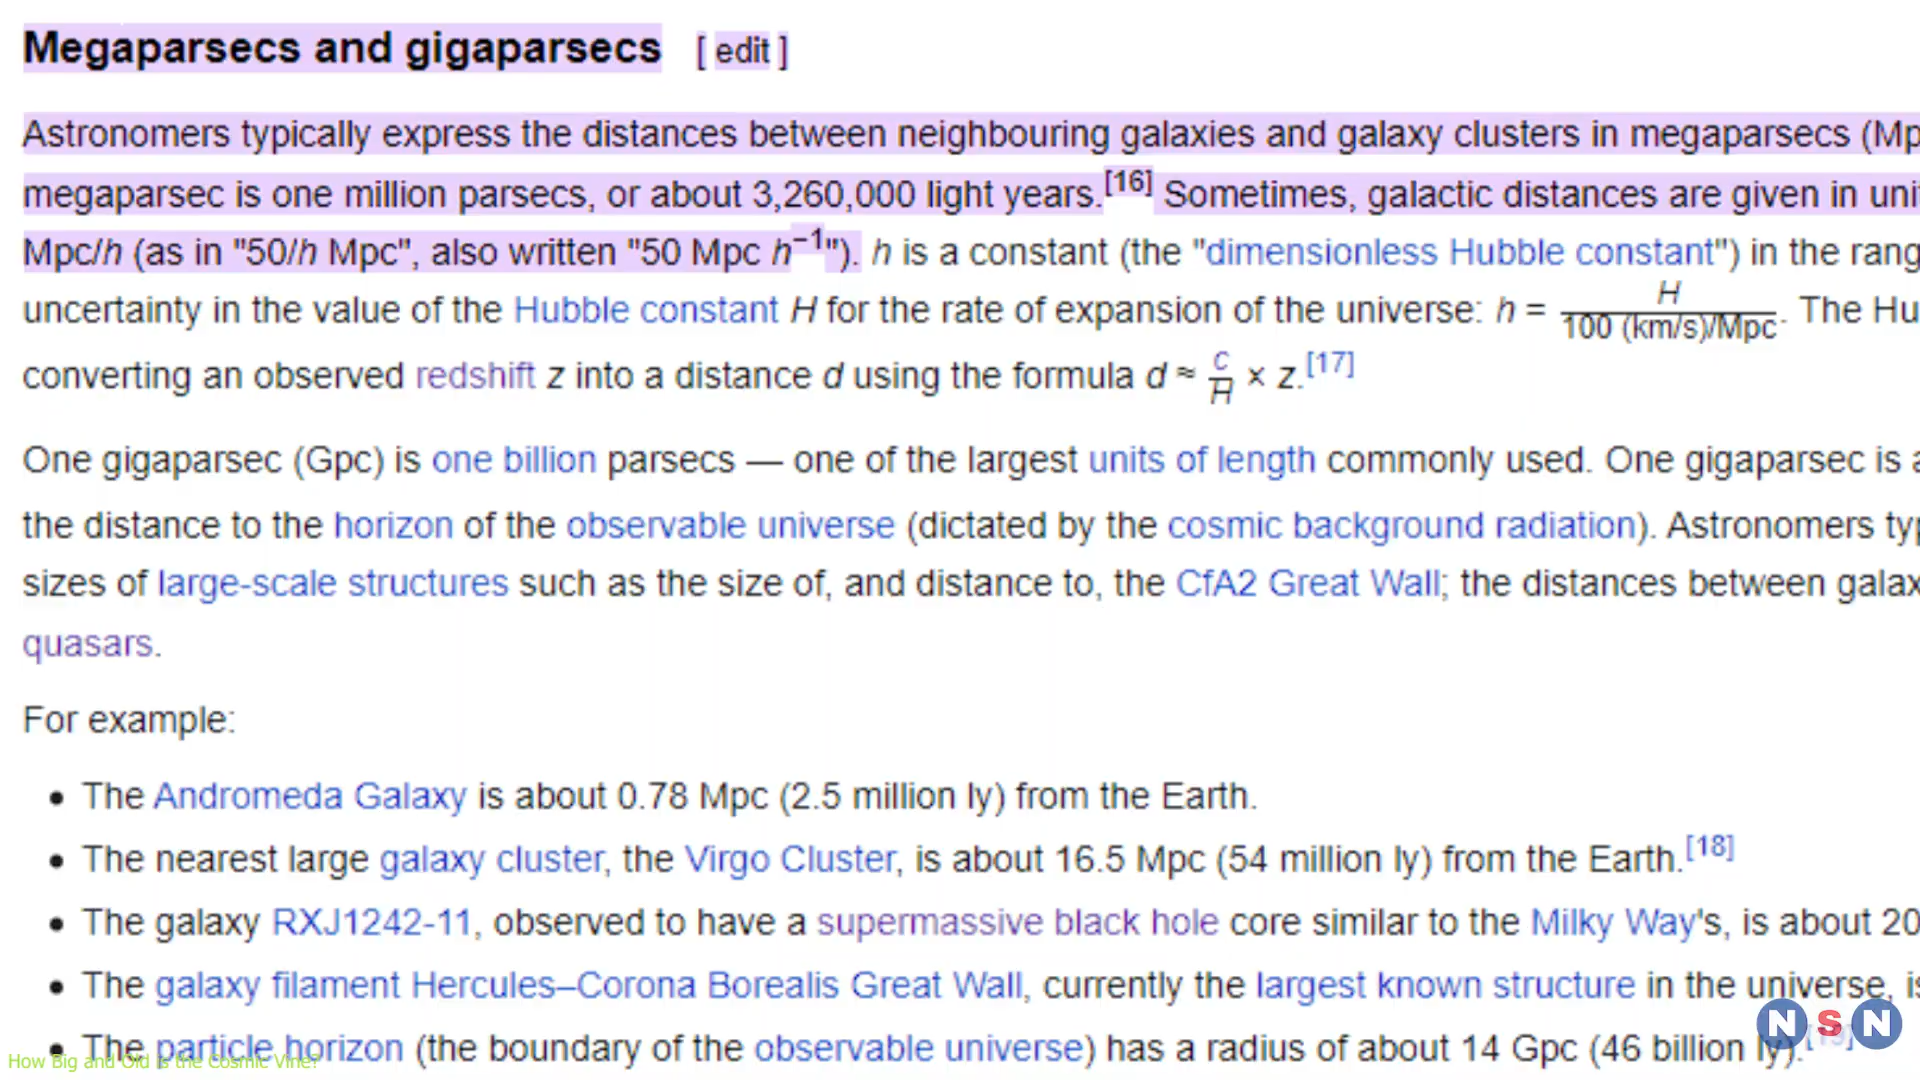 Megaparsecs and gigaparsecs [ edit ]
Astronomers typically express the distances between neighbouring galaxies and galaxy clusters in megaparsecs (Mp
megaparsec is one million parsecs, or about 3,260,000 light years.[16] Sometimes, galactic distances are given in uni
Mpc/h (as in "50/h Mpc", also written "50 Mpc h−1"). h is a constant (the "dimensionless Hubble constant") in the rang
uncertainty in the value of the Hubble constant H for the rate of expansion of the universe: h = H / 100 (km/s)/Mpc. The Hu
converting an observed redshift z into a distance d using the formula d ≈ c / H × z.[17]
One gigaparsec (Gpc) is one billion parsecs — one of the largest units of length commonly used. One gigaparsec is a
the distance to the horizon of the observable universe (dictated by the cosmic background radiation). Astronomers typ
sizes of large-scale structures such as the size of, and distance to, the CfA2 Great Wall; the distances between galax
quasars.
For example:
• The Andromeda Galaxy is about 0.78 Mpc (2.5 million ly) from the Earth.
• The nearest large galaxy cluster, the Virgo Cluster, is about 16.5 Mpc (54 million ly) from the Earth.[18]
• The galaxy RXJ1242-11, observed to have a supermassive black hole core similar to the Milky Way's, is about 20
• The galaxy filament Hercules–Corona Borealis Great Wall, currently the largest known structure in the universe, is
• The particle horizon (the boundary of the observable universe) has a radius of about 14 Gpc (46 billion ly).[19]
How Big and Old is the Cosmic Vine?
NSN